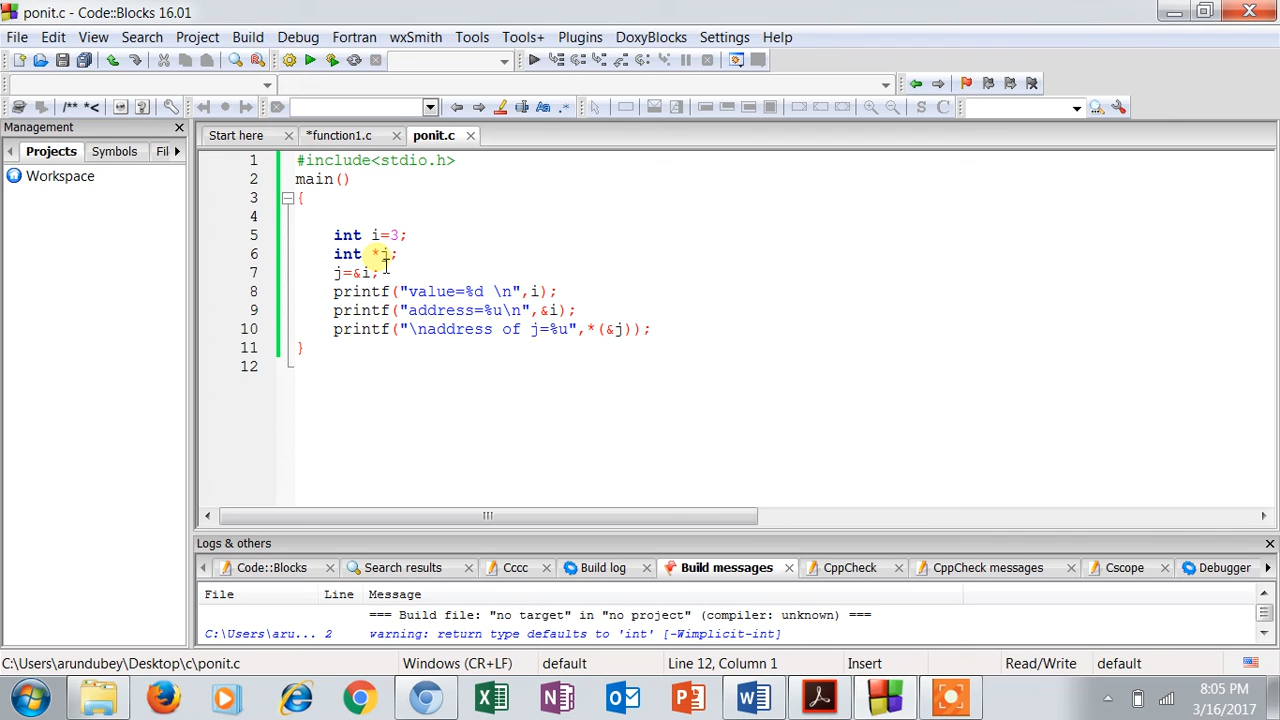 ponit.c - Code::Blocks 16.01
File Edit View Search Project Build Debug Fortran wxSmith Tools Tools+ Plugins DoxyBlocks Settings Help
/** *<
Management
Projects Symbols Fil
Workspace
Start here *function1.c ponit.c
1 #include<stdio.h>
2 main()
3 {
4
5 int i=3;
6 int *j;
7 j=&i;
8 printf("value=%d \n",i);
9 printf("address=%u\n",&i);
10 printf("\naddress of j=%u",*(&j));
11 }
12
Logs & others
Code::Blocks Search results Cccc Build log Build messages CppCheck CppCheck messages Cscope Debugger
File Line Message
=== Build file: "no target" in "no project" (compiler: unknown) ===
C:\Users\aru... 2 warning: return type defaults to 'int' [-Wimplicit-int]
C:\Users\arundubey\Desktop\c\ponit.c Windows (CR+LF) default Line 12, Column 1 Insert Read/Write default
8:05 PM
3/16/2017